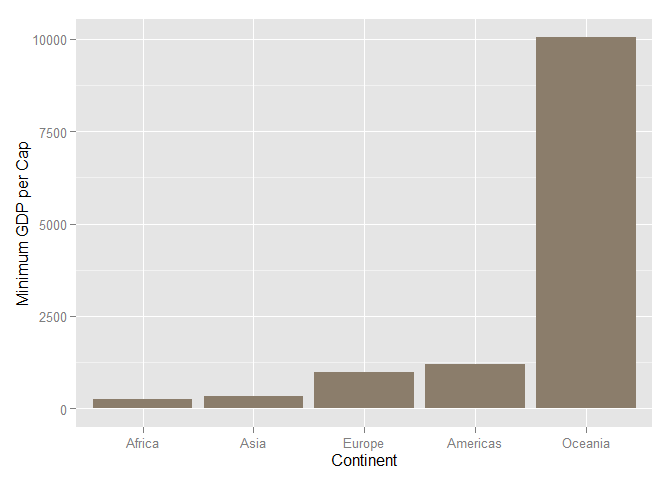 10000
7500
5000
2500
0
Minimum GDP per Cap
Africa Asia Europe Americas Oceania
Continent